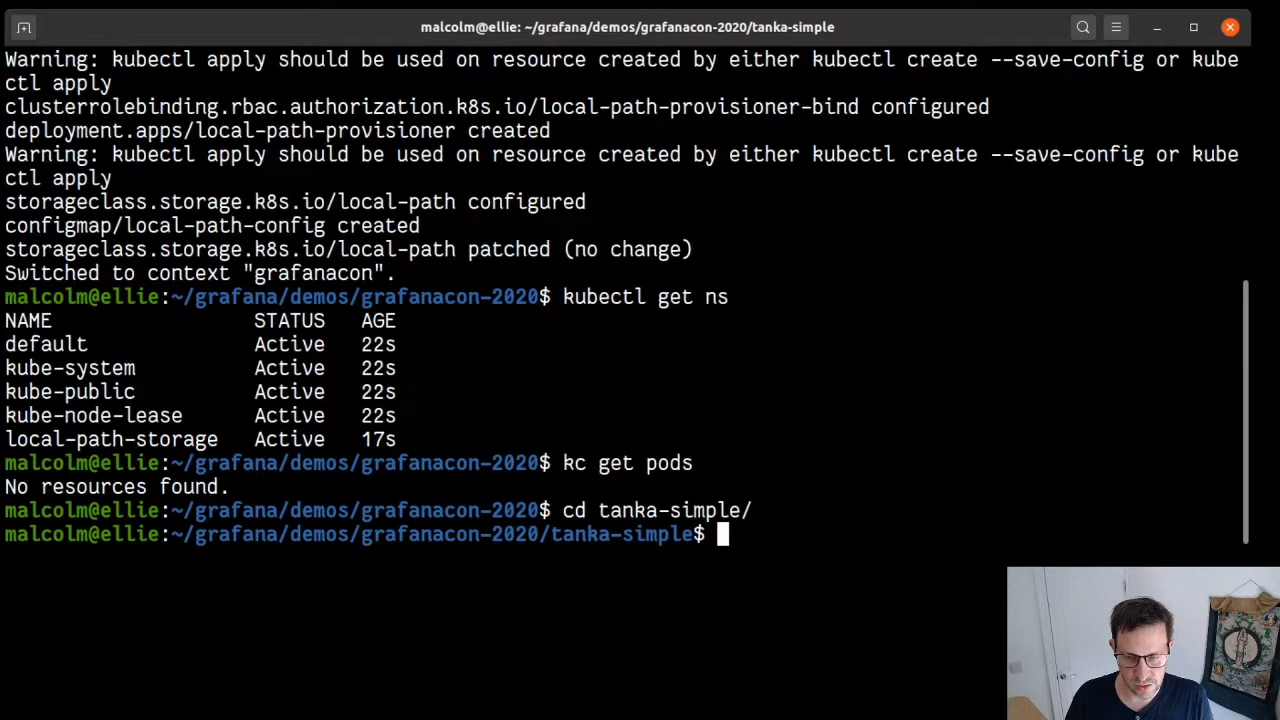 malcolm@ellie: ~/grafana/demos/grafanacon-2020/tanka-simple
Warning: kubectl apply should be used on resource created by either kubectl create --save-config or kube
ctl apply
clusterrolebinding.rbac.authorization.k8s.io/local-path-provisioner-bind configured
deployment.apps/local-path-provisioner created
Warning: kubectl apply should be used on resource created by either kubectl create --save-config or kube
ctl apply
storageclass.storage.k8s.io/local-path configured
configmap/local-path-config created
storageclass.storage.k8s.io/local-path patched (no change)
Switched to context "grafanacon".
malcolm@ellie:~/grafana/demos/grafanacon-2020$ kubectl get ns
NAME STATUS AGE
default Active 22s
kube-system Active 22s
kube-public Active 22s
kube-node-lease Active 22s
local-path-storage Active 17s
malcolm@ellie:~/grafana/demos/grafanacon-2020$ kc get pods
No resources found.
malcolm@ellie:~/grafana/demos/grafanacon-2020$ cd tanka-simple/
malcolm@ellie:~/grafana/demos/grafanacon-2020/tanka-simple$